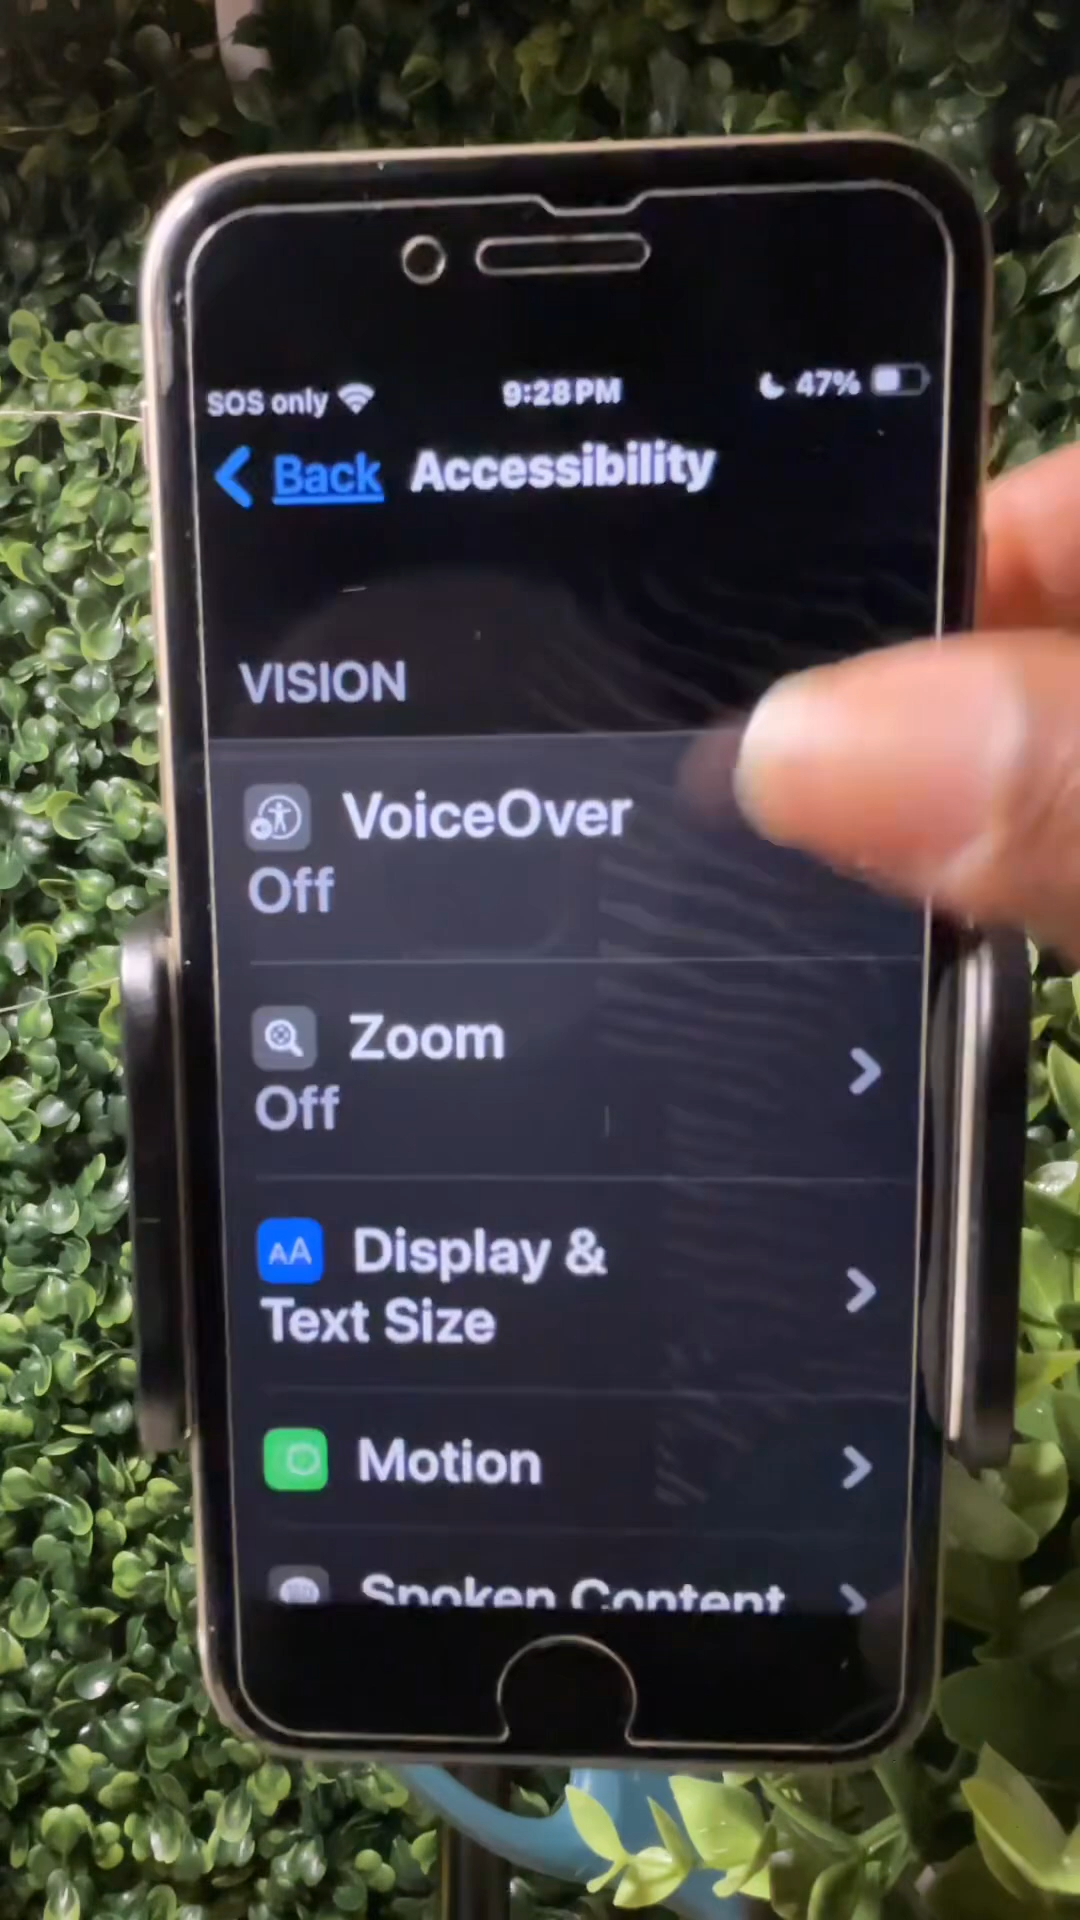 SOS only 9:28 PM 47%
Back Accessibility
VISION
VoiceOver
Off
Zoom
Off
AA Display &
Text Size
Motion
Spoken Content